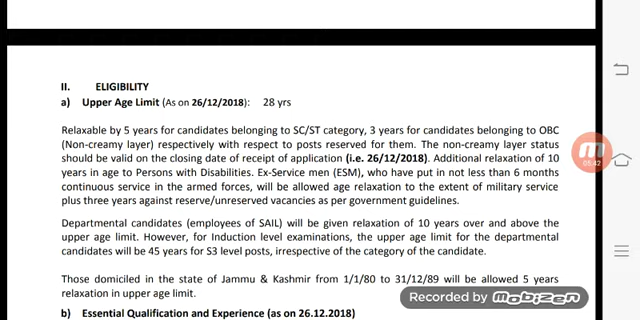 II. ELIGIBILITY
a) Upper Age Limit (As on 26/12/2018): 28 yrs
Relaxable by 5 years for candidates belonging to SC/ST category, 3 years for candidates belonging to OBC
(Non-creamy layer) respectively with respect to posts reserved for them. The non-creamy layer status
should be valid on the closing date of receipt of application (i.e. 26/12/2018). Additional relaxation of 10
years in age to Persons with Disabilities. Ex-Service men (ESM), who have put in not less than 6 months
continuous service in the armed forces, will be allowed age relaxation to the extent of military service
plus three years against reserve/unreserved vacancies as per government guidelines.
Departmental candidates (employees of SAIL) will be given relaxation of 10 years over and above the
upper age limit. However, for Induction level examinations, the upper age limit for the departmental
candidates will be 45 years for S3 level posts, irrespective of the category of the candidate.
Those domiciled in the state of Jammu & Kashmir from 1/1/80 to 31/12/89 will be allowed 5 years
relaxation in upper age limit.
b) Essential Qualification and Experience (as on 26.12.2018)
Recorded by Mobizen